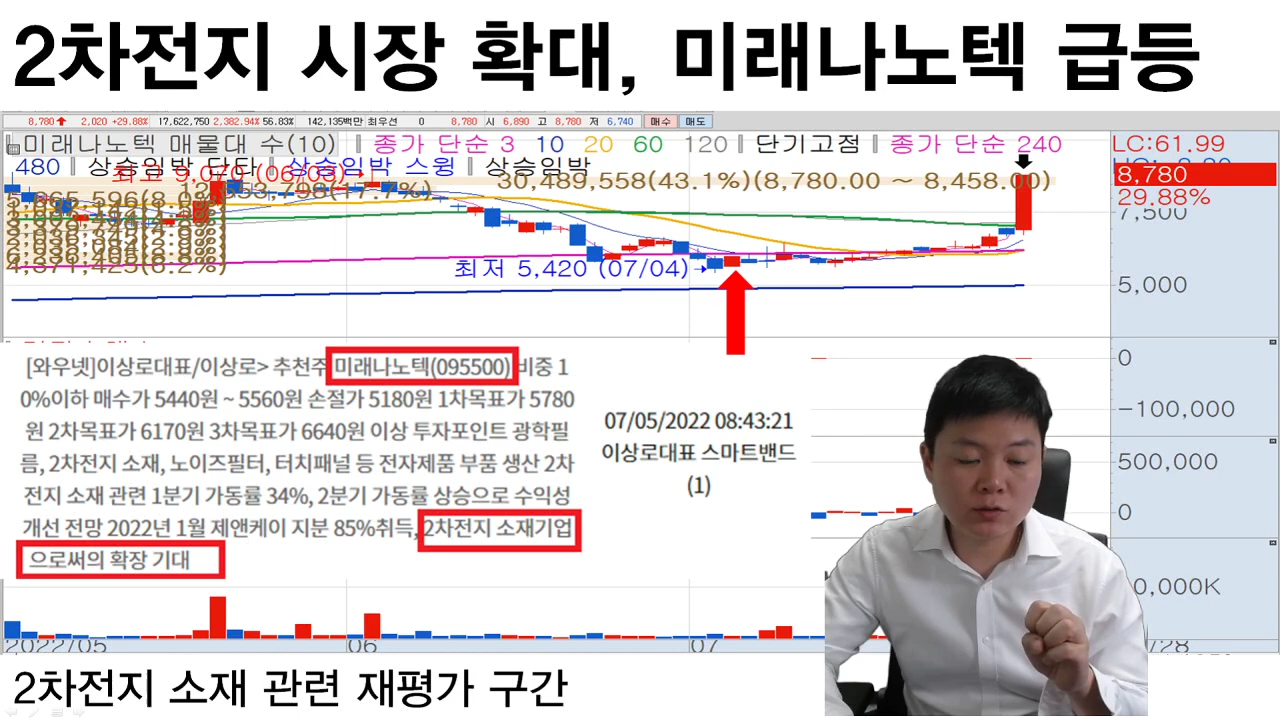 2차전지 시장 확대, 미래나노텍 급등
8,780 2,020 +29.88% 17,622,750 2,382.94% 56.83% 142,135백만 최우선 0 8,780 시 6,890 고 8,780 저 6,740 매수 매도
미래나노텍 매물대 수(10) 종가 단순 3 10 20 60 120 단기고점 종가 단순 240
480 상승임박 단타 상승임박 스윙 상승임박
LC:61.99
최고 9,070 (06/09)
30,489,558(43.1%)(8,780.00 ~ 8,458.00)
8,780
29.88%
7,500
4,371,425(6.2%)
최저 5,420 (07/04)
5,000
[와우넷]이상로대표/이상로> 추천주 미래나노텍(095500) 비중 1
0%이하 매수가 5440원 ~ 5560원 손절가 5180원 1차목표가 5780
원 2차목표가 6170원 3차목표가 6640원 이상 투자포인트 광학필
름, 2차전지 소재, 노이즈필터, 터치패널 등 전자제품 부품 생산 2차
전지 소재 관련 1분기 가동률 34%, 2분기 가동률 상승으로 수익성
개선 전망 2022년 1월 제앤케이 지분 85%취득, 2차전지 소재기업
으로써의 확장 기대
07/05/2022 08:43:21
이상로대표 스마트밴드
(1)
0
-100,000
500,000
0
0,000K
2022/05 06 07 /28
2차전지 소재 관련 재평가 구간